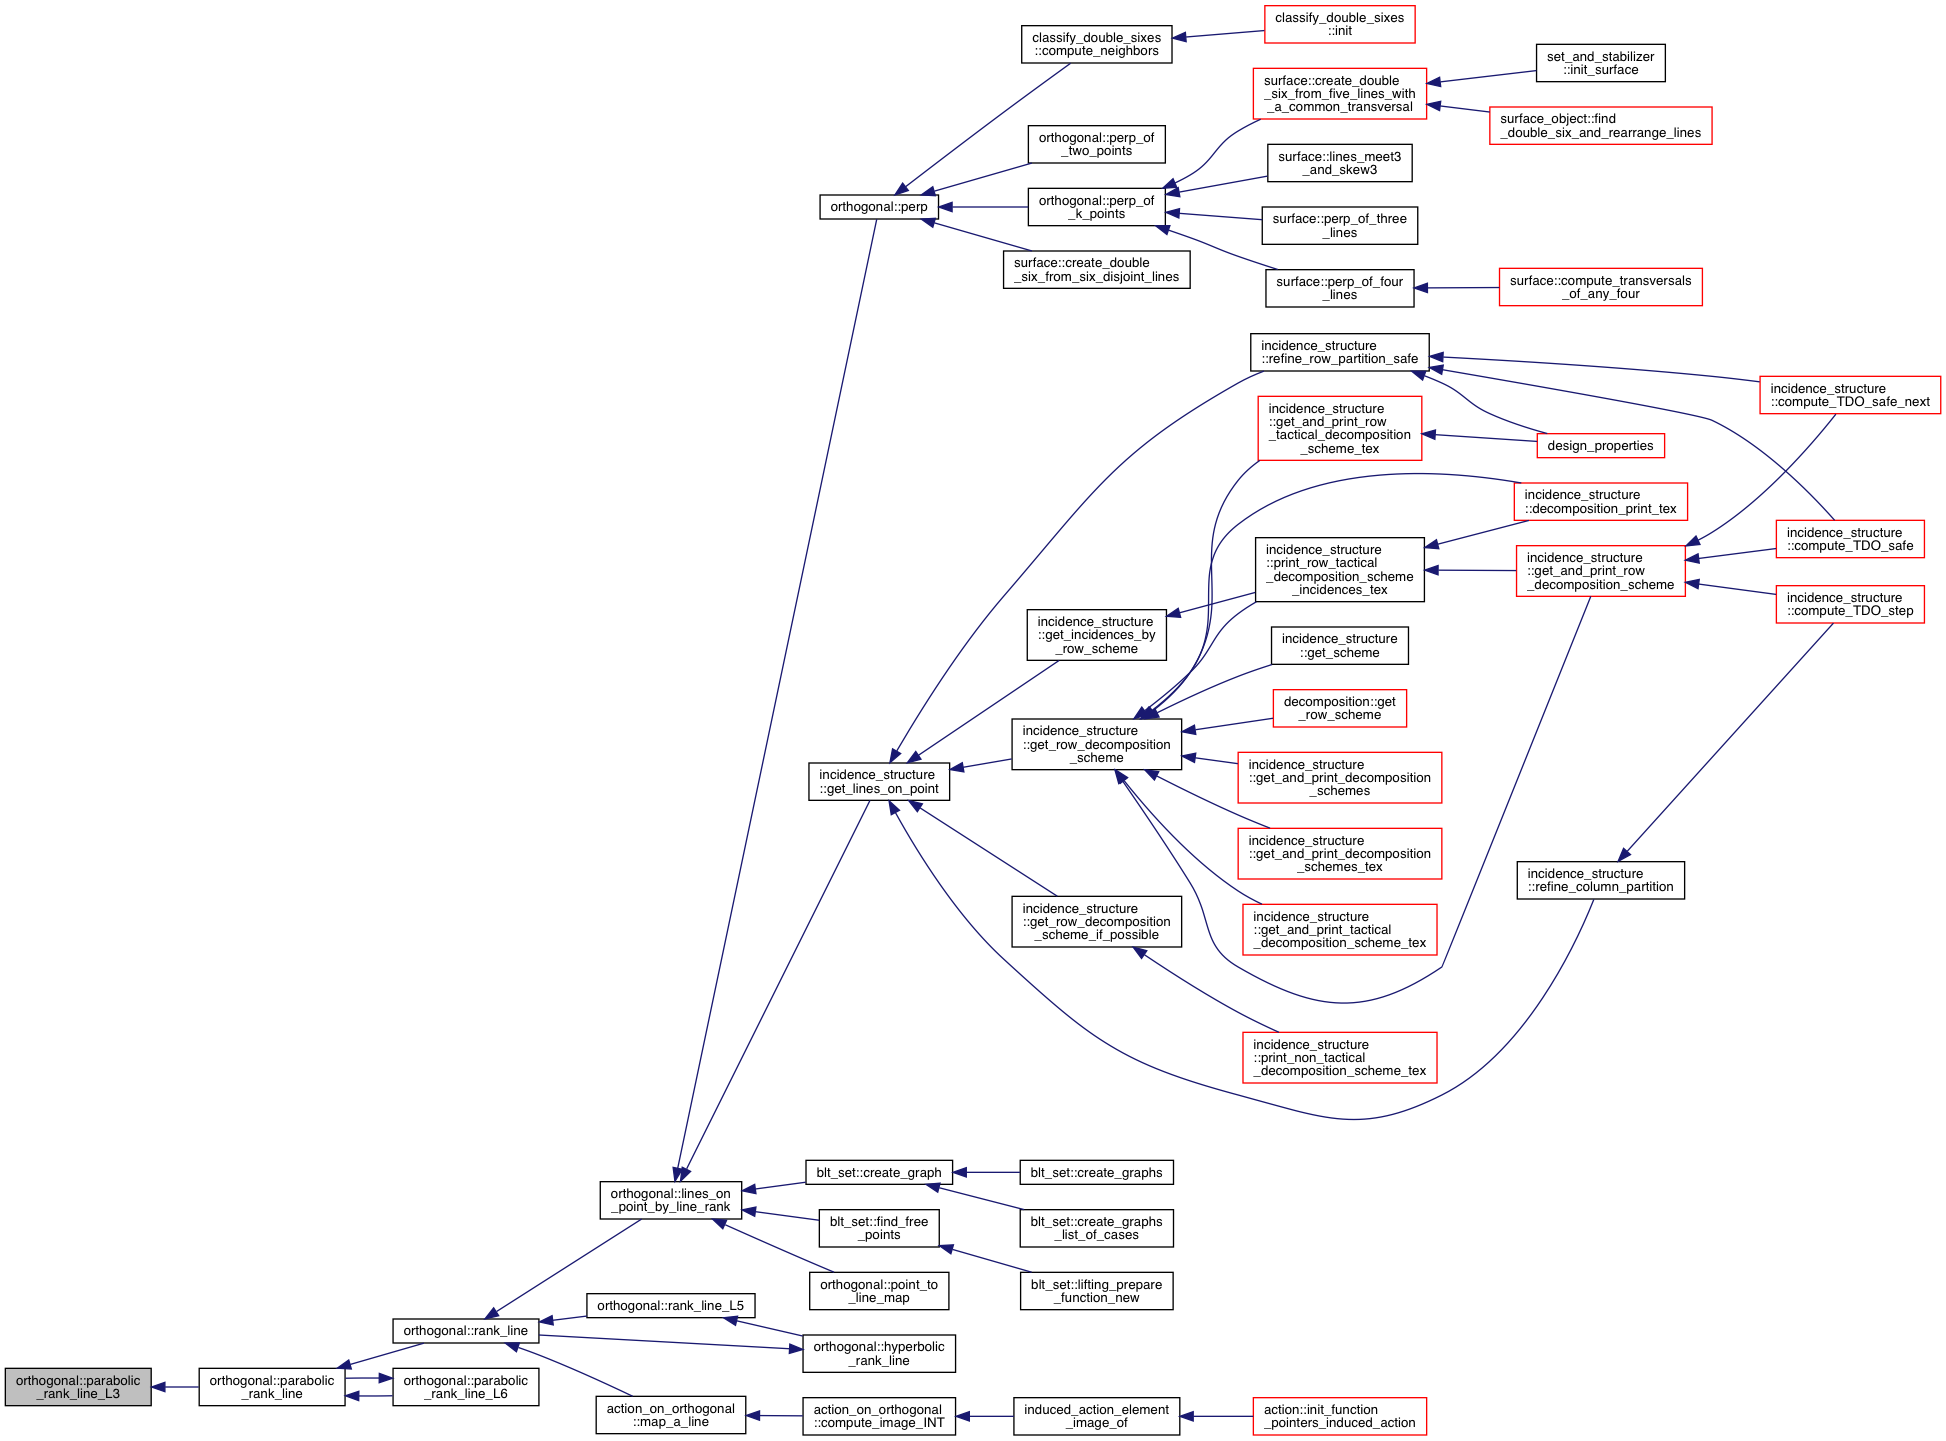 classify_double_sixes
::init
classify_double_sixes
::compute_neighbors
set_and_stabilizer
::init_surface
surface::create_double
_six_from_five_lines_with
_a_common_transversal
surface_object::find
_double_six_and_rearrange_lines
orthogonal::perp_of
_two_points
surface::lines_meet3
_and_skew3
orthogonal::perp
orthogonal::perp_of
_k_points
surface::perp_of_three
_lines
surface::create_double
_six_from_six_disjoint_lines
surface::perp_of_four
_lines
surface::compute_transversals
_of_any_four
incidence_structure
::refine_row_partition_safe
incidence_structure
::compute_TDO_safe_next
incidence_structure
::get_and_print_row
_tactical_decomposition
_scheme_tex
design_properties
incidence_structure
::decomposition_print_tex
incidence_structure
::compute_TDO_safe
incidence_structure
::print_row_tactical
_decomposition_scheme
_incidences_tex
incidence_structure
::get_and_print_row
_decomposition_scheme
incidence_structure
::compute_TDO_step
incidence_structure
::get_incidences_by
_row_scheme
incidence_structure
::get_scheme
decomposition::get
_row_scheme
incidence_structure
::get_row_decomposition
_scheme
incidence_structure
::get_lines_on_point
incidence_structure
::get_and_print_decomposition
_schemes
incidence_structure
::get_and_print_decomposition
_schemes_tex
incidence_structure
::refine_column_partition
incidence_structure
::get_row_decomposition
_scheme_if_possible
incidence_structure
::get_and_print_tactical
_decomposition_scheme_tex
incidence_structure
::print_non_tactical
_decomposition_scheme_tex
orthogonal::lines_on
_point_by_line_rank
blt_set::create_graph
blt_set::create_graphs
blt_set::find_free
_points
blt_set::create_graphs
_list_of_cases
orthogonal::point_to
_line_map
blt_set::lifting_prepare
_function_new
orthogonal::rank_line
orthogonal::rank_line_L5
orthogonal::hyperbolic
_rank_line
orthogonal::parabolic
_rank_line_L3
orthogonal::parabolic
_rank_line
orthogonal::parabolic
_rank_line_L6
action_on_orthogonal
::map_a_line
action_on_orthogonal
::compute_image_INT
induced_action_element
_image_of
action::init_function
_pointers_induced_action